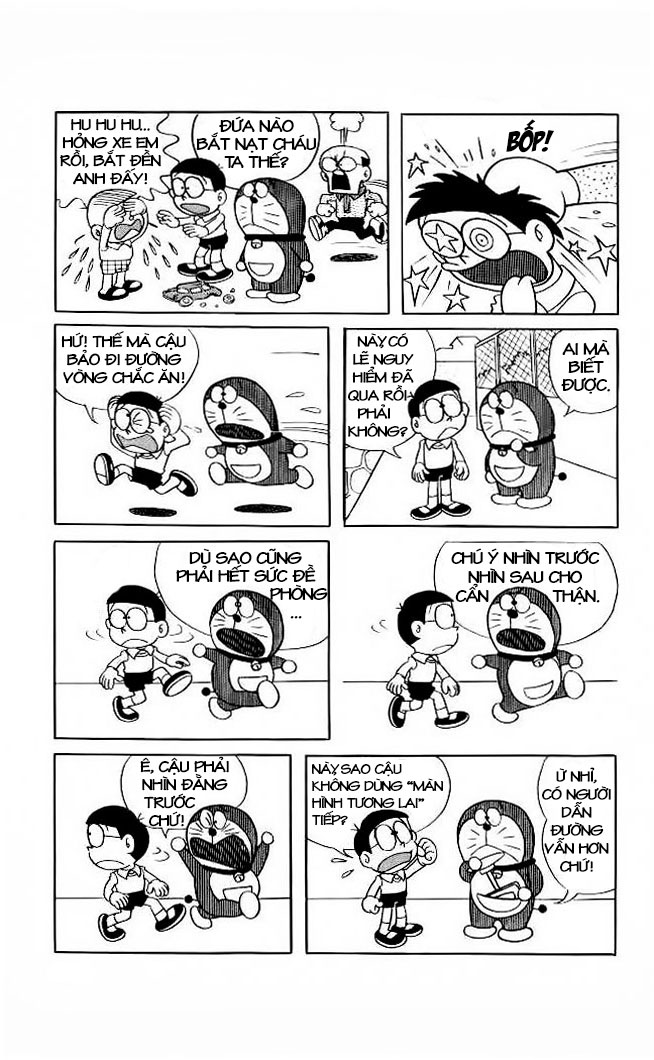 HU HU HU...
HỎNG XE EM
RỒI, BẮT ĐỀN
ANH ĐẤY!
ĐỨA NÀO
BẮT NẠT CHÁU
TA THẾ?
BỐP!
HỨ! THẾ MÀ CẬU
BẢO ĐI ĐƯỜNG
VÒNG CHẮC ĂN!
NÀY, CÓ
LẼ NGUY
HIỂM ĐÃ
QUA RỒI,
PHẢI
KHÔNG?
AI MÀ
BIẾT
ĐƯỢC.
DÙ SAO CŨNG
PHẢI HẾT SỨC ĐỀ
PHÒNG
...
CHÚ Ý NHÌN TRƯỚC
NHÌN SAU CHO
CẨN THẬN.
Ê, CẬU PHẢI
NHÌN ĐẰNG
TRƯỚC
CHỨ!
NÀY, SAO CẬU
KHÔNG DÙNG “MÀN
HÌNH TƯƠNG LAI”
TIẾP?
Ừ NHỈ,
CÓ NGƯỜI
DẪN
ĐƯỜNG
VẪN HƠN
CHỨ!